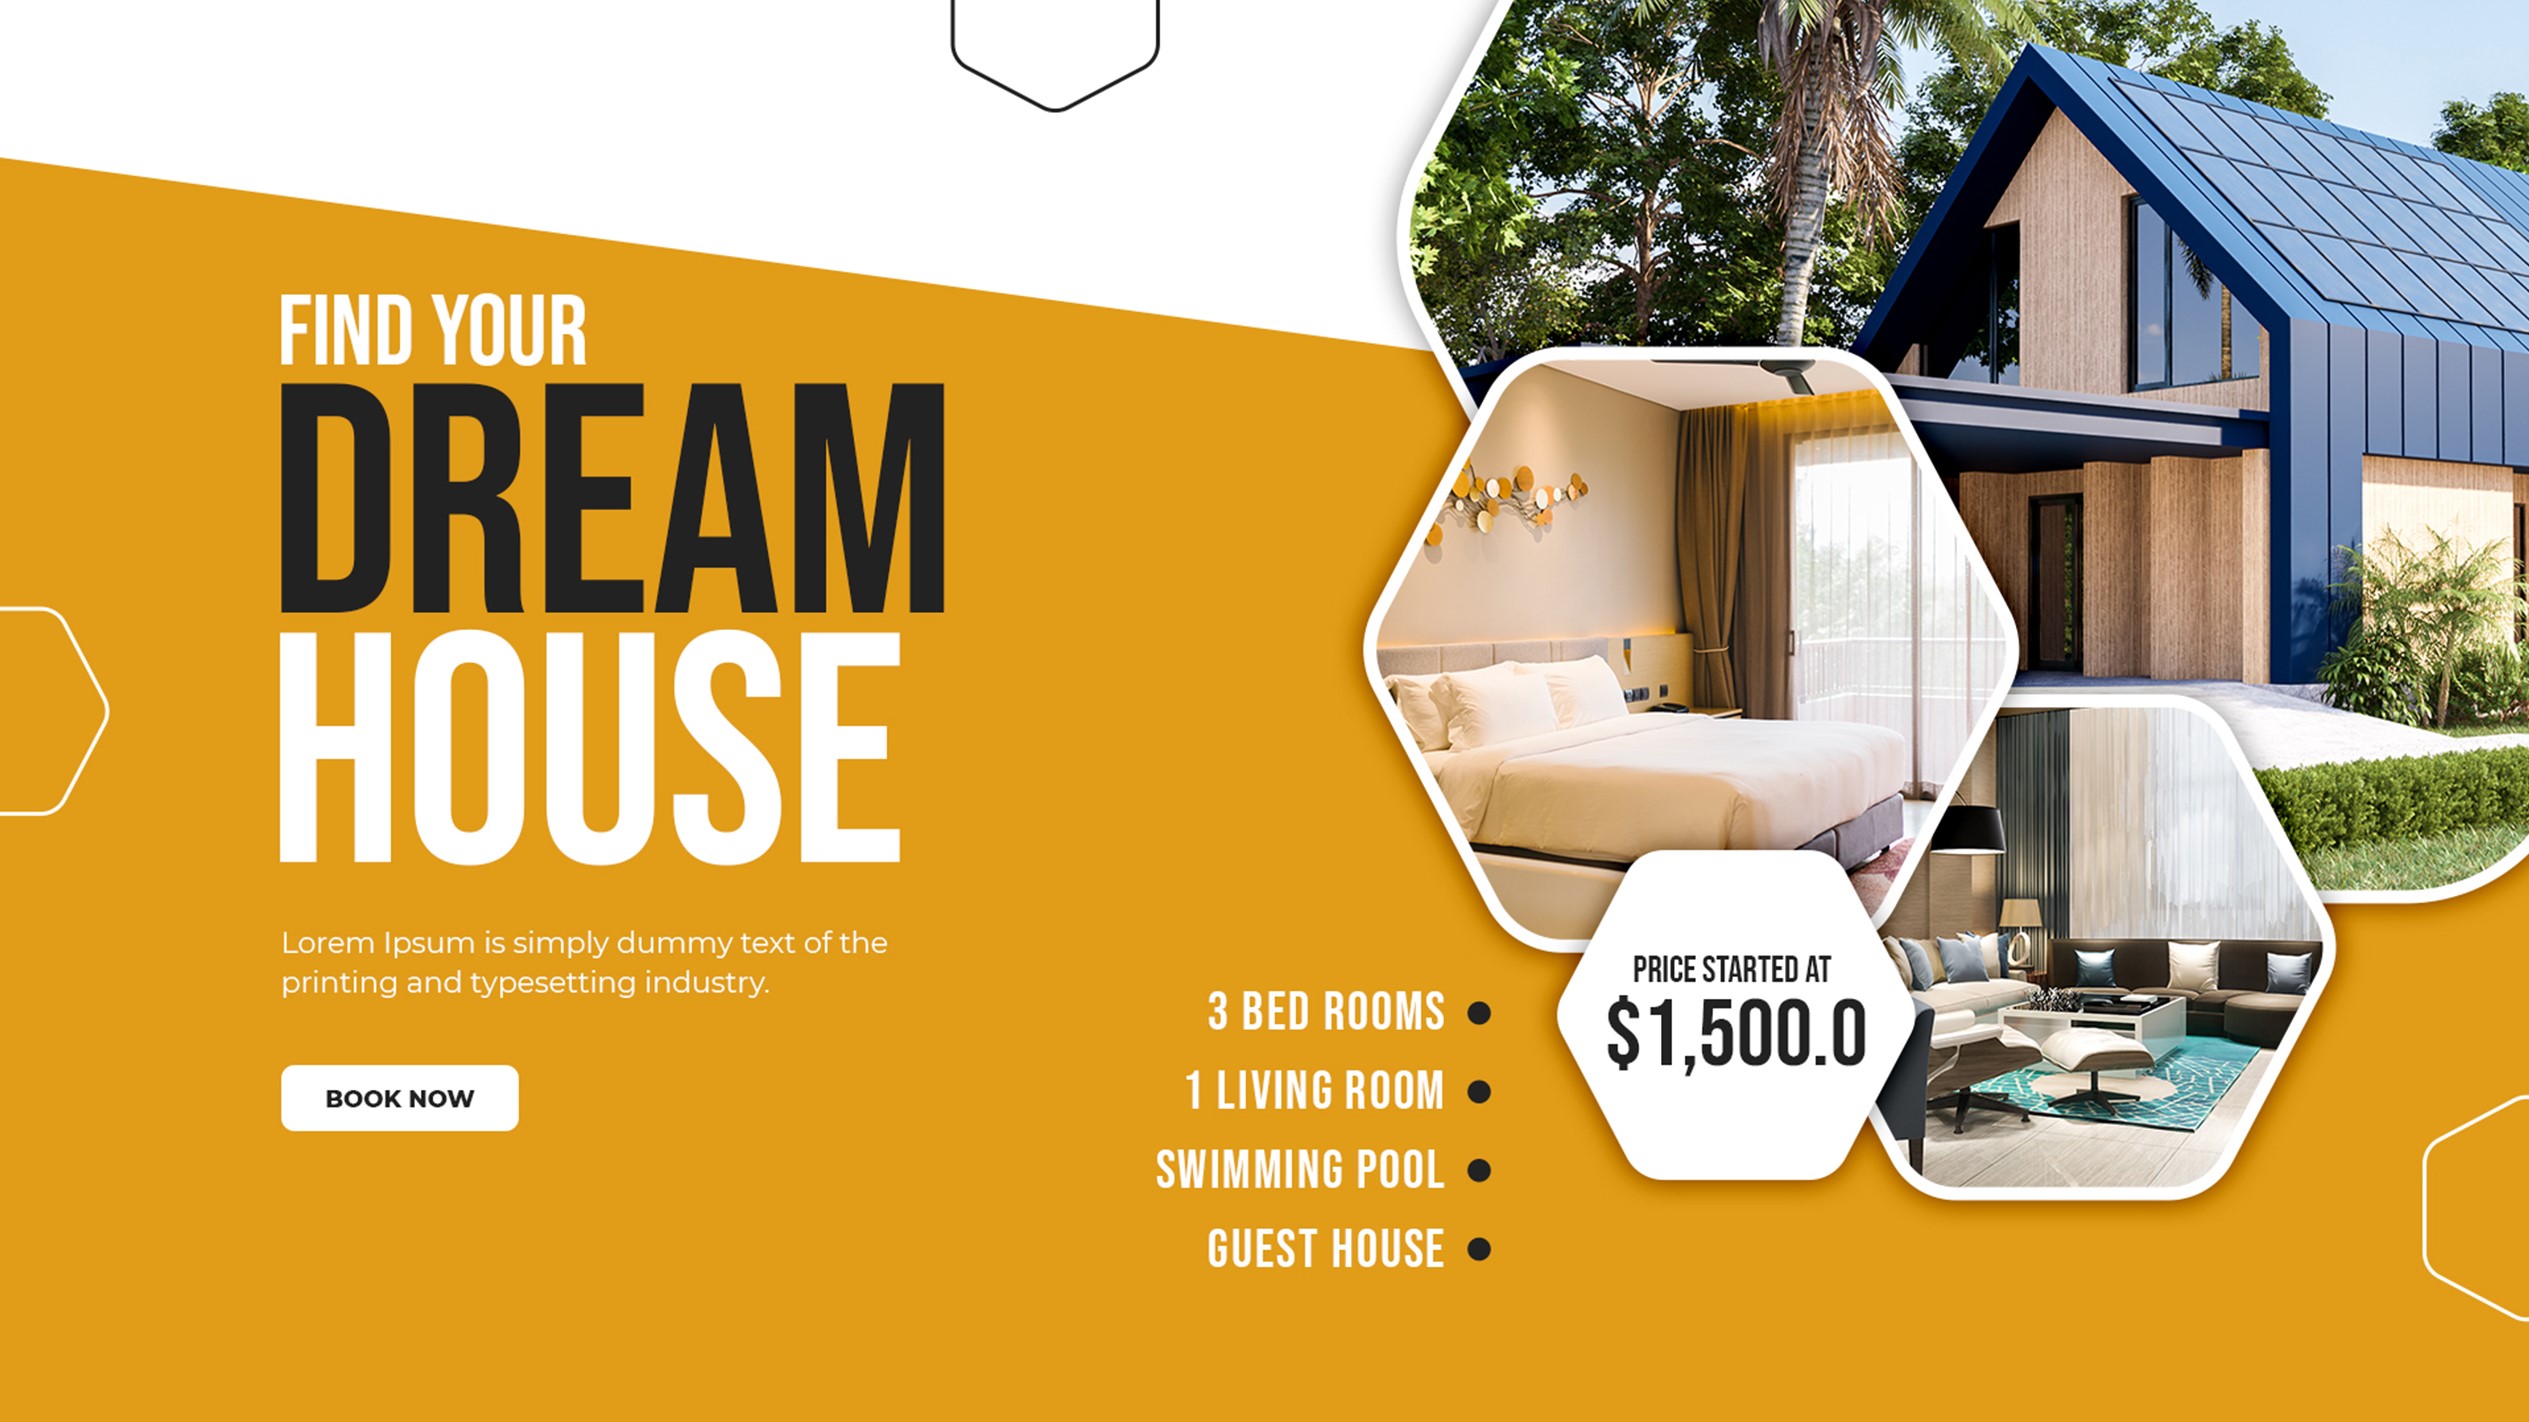 FIND YOUR
DREAM
HOUSE
Lorem Ipsum is simply dummy text of the
printing and typesetting industry.
BOOK NOW
3 BED ROOMS
1 LIVING ROOM
SWIMMING POOL
GUEST HOUSE
PRICE STARTED AT
$1,500.0